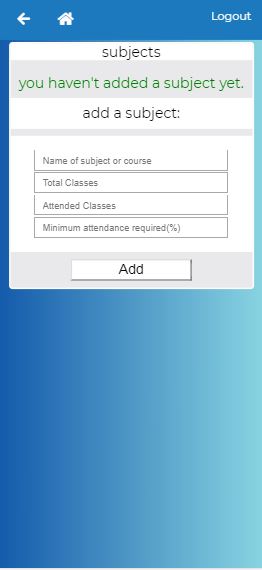 Logout
subjects
you haven't added a subject yet.
add a subject:
Name of subject or course
Total Classes
Attended Classes
Minimum attendance required(%)
Add